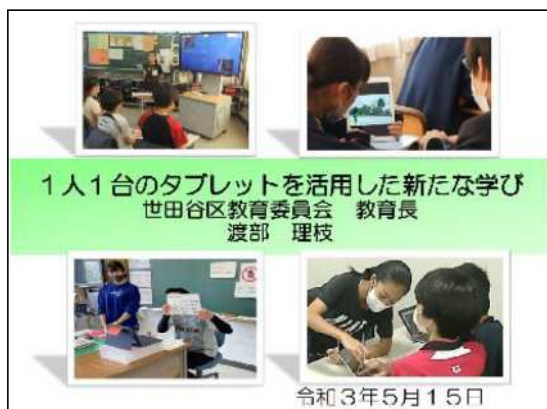 １人１台のタブレットを活用した新たな学び
世田谷区教育委員会　教育長
渡部　理枝
令和３年５月１５日